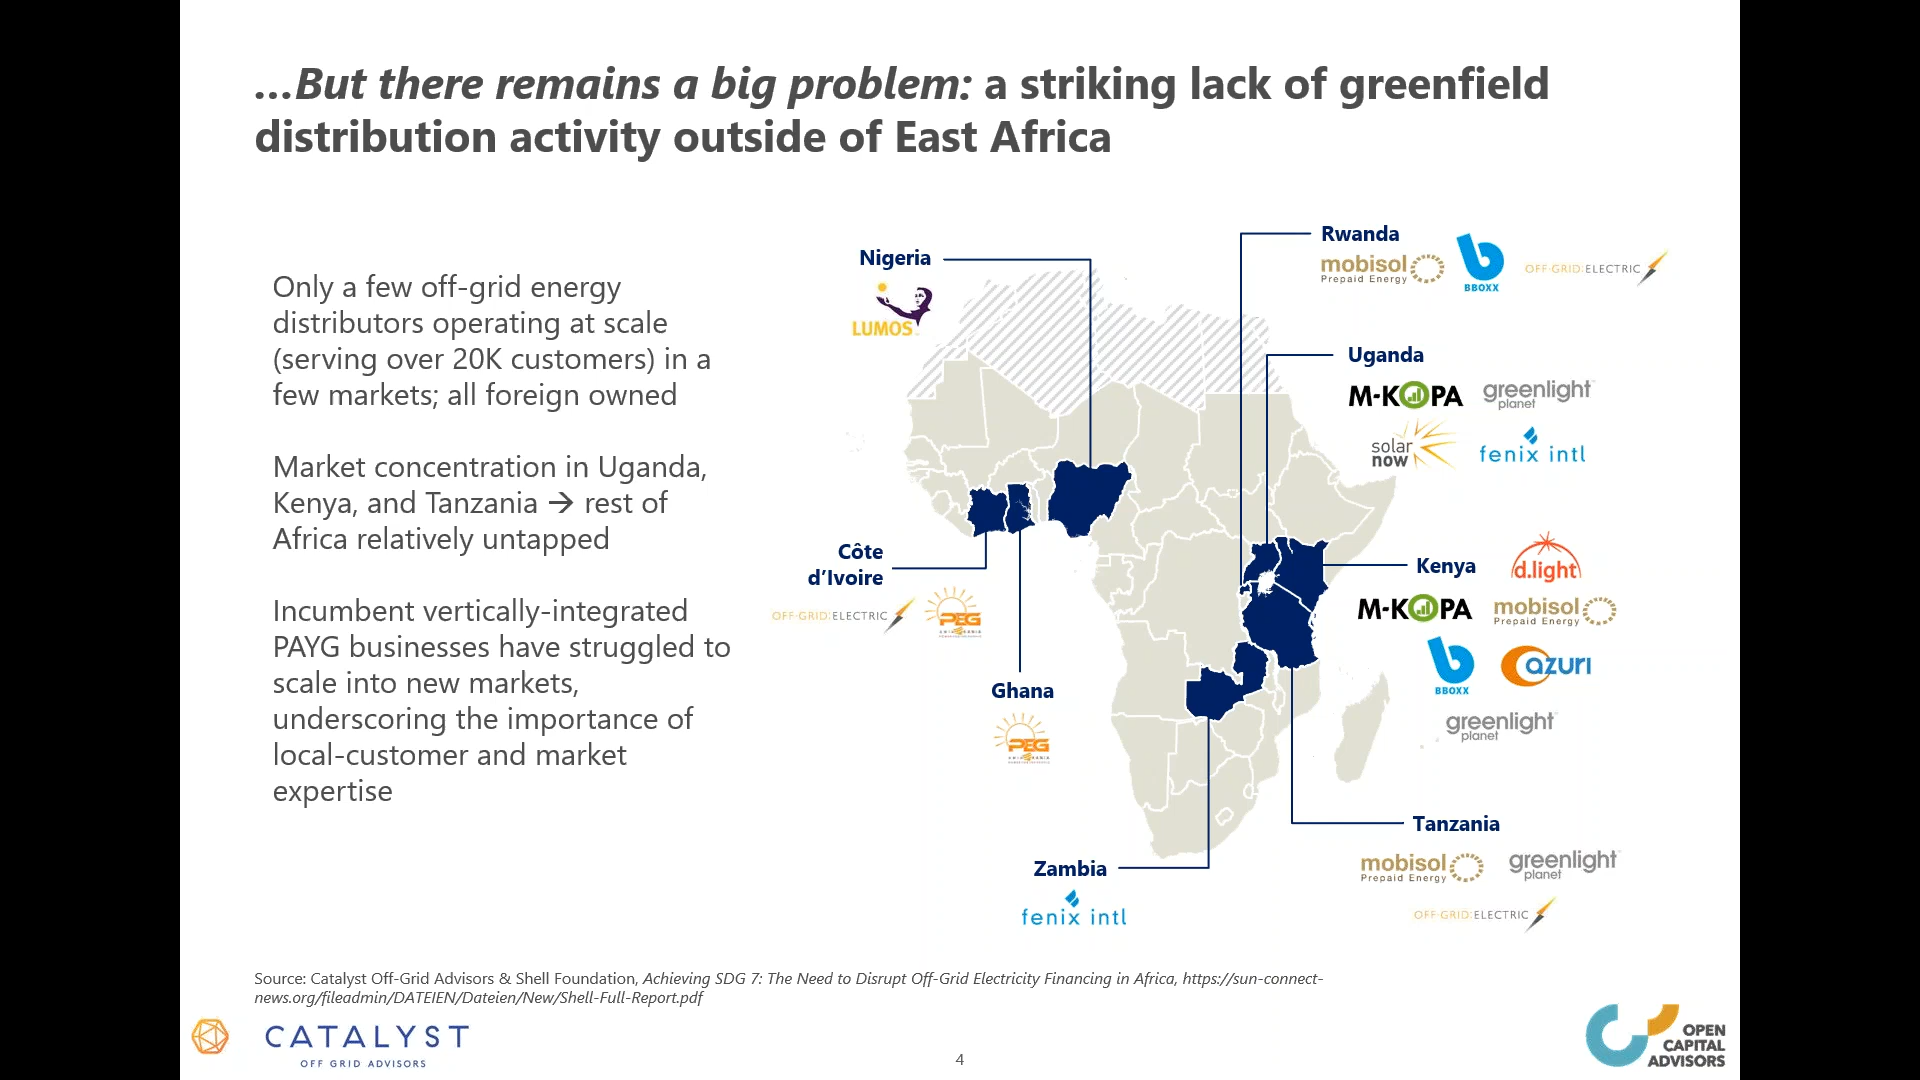 …But there remains a big problem: a striking lack of greenfield
distribution activity outside of East Africa
Only a few off-grid energy
distributors operating at scale
(serving over 20K customers) in a
few markets; all foreign owned
Market concentration in Uganda,
Kenya, and Tanzania → rest of
Africa relatively untapped
Incumbent vertically-integrated
PAYG businesses have struggled to
scale into new markets,
underscoring the importance of
local-customer and market
expertise
Nigeria
LUMOS
Rwanda
mobisol
Prepaid Energy
BBOXX
OFF·GRID:ELECTRIC
Uganda
M-KOPA
greenlight
planet
solar
now
fenix intl
Côte
d’Ivoire
OFF·GRID:ELECTRIC
PEG
Ghana
PEG
Kenya
d.light
M-KOPA
mobisol
Prepaid Energy
BBOXX
azuri
greenlight
planet
Tanzania
mobisol
Prepaid Energy
greenlight
planet
OFF·GRID:ELECTRIC
Zambia
fenix intl
Source: Catalyst Off-Grid Advisors & Shell Foundation, Achieving SDG 7: The Need to Disrupt Off-Grid Electricity Financing in Africa, https://sun-connect-
news.org/fileadmin/DATEIEN/Dateien/New/Shell-Full-Report.pdf
CATALYST
OFF GRID ADVISORS
4
OPEN
CAPITAL
ADVISORS